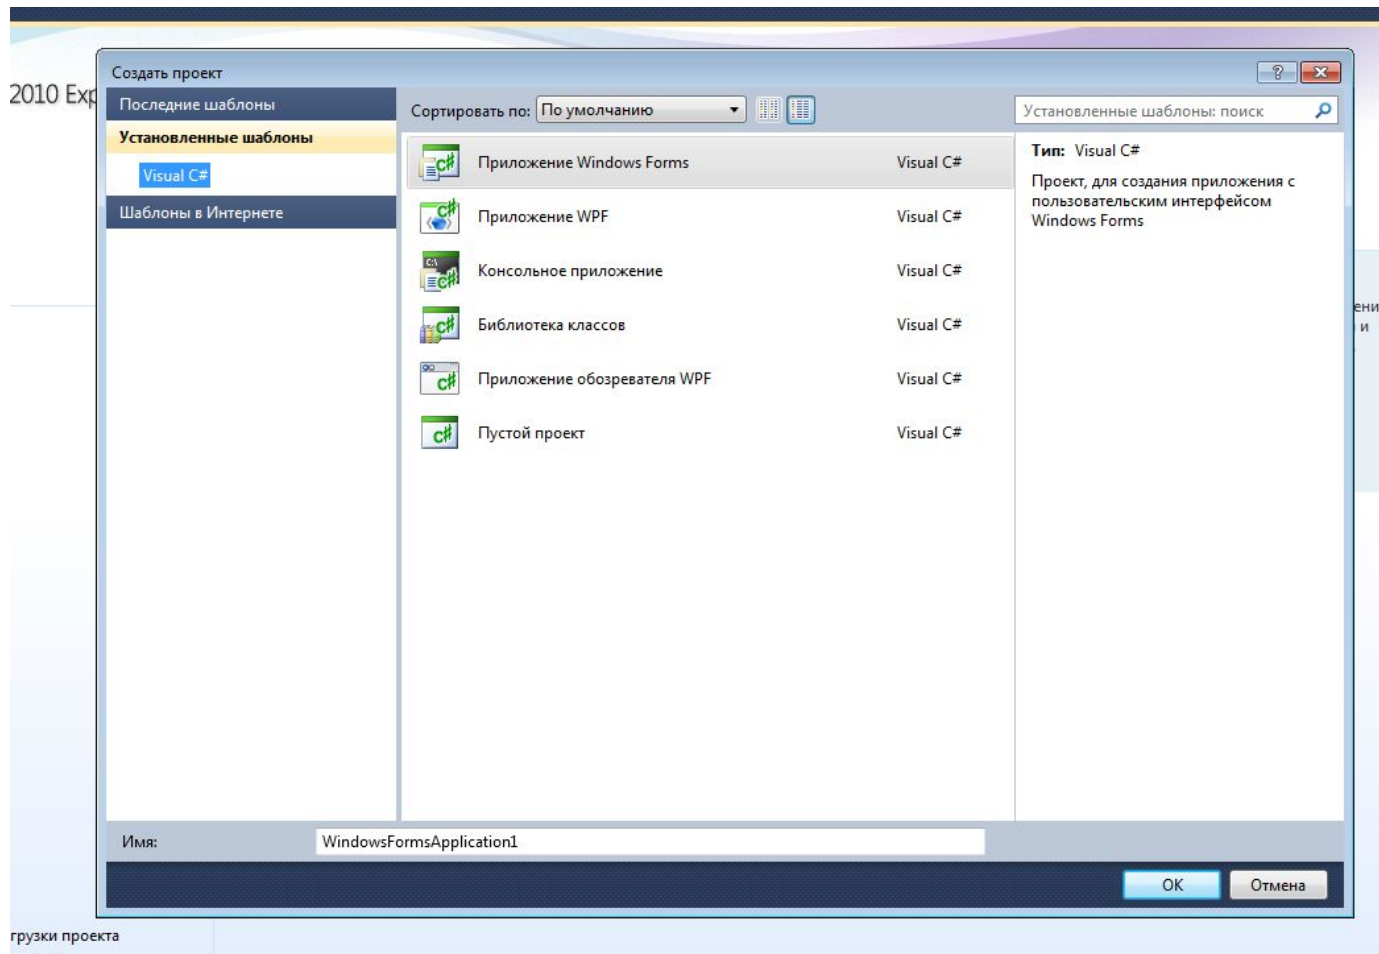 Создать проект
2010 Exp
Последние шаблоны
Установленные шаблоны
Visual C#
Шаблоны в Интернете
Сортировать по: По умолчанию
Установленные шаблоны: поиск
Приложение Windows Forms Visual C#
Приложение WPF Visual C#
Консольное приложение Visual C#
Библиотека классов Visual C#
Приложение обозревателя WPF Visual C#
Пустой проект Visual C#
Тип: Visual C#
Проект, для создания приложения с
пользовательским интерфейсом
Windows Forms
ени
и
Имя: WindowsFormsApplication1
ОК Отмена
грузки проекта